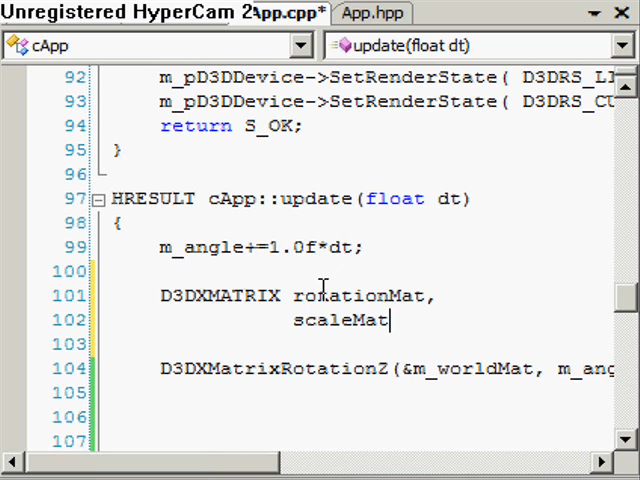 Unregistered HyperCam 2 App.cpp* App.hpp
cApp update(float dt)
92 m_pD3DDevice->SetRenderState( D3DRS_LI
93 m_pD3DDevice->SetRenderState( D3DRS_CU
94 return S_OK;
95 }
96
97 HRESULT cApp::update(float dt)
98 {
99 m_angle+=1.0f*dt;
100
101 D3DXMATRIX rotationMat,
102 scaleMat
103
104 D3DXMatrixRotationZ(&m_worldMat, m_ang
105
106
107